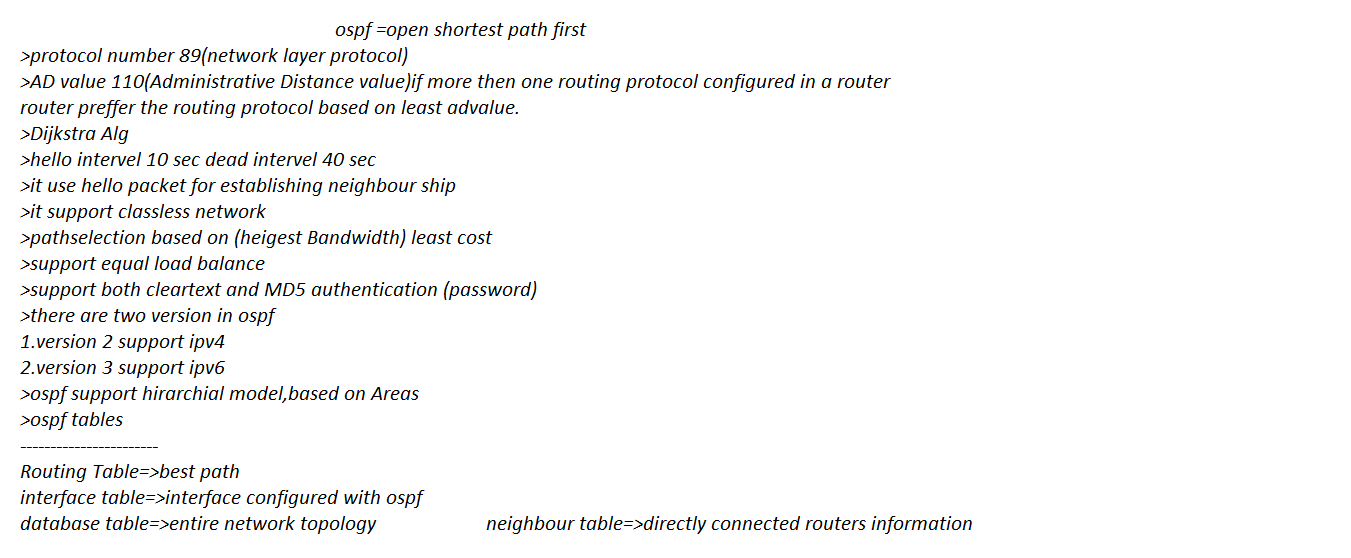 ospf =open shortest path first
>protocol number 89(network layer protocol)
>AD value 110(Administrative Distance value)if more then one routing protocol configured in a router
router preffer the routing protocol based on least advalue.
>Dijkstra Alg
>hello intervel 10 sec dead intervel 40 sec
>it use hello packet for establishing neighbour ship
>it support classless network
>pathselection based on (heigest Bandwidth) least cost
>support equal load balance
>support both cleartext and MD5 authentication (password)
>there are two version in ospf
1.version 2 support ipv4
2.version 3 support ipv6
>ospf support hirarchial model,based on Areas
>ospf tables
-----------------------
Routing Table=>best path
interface table=>interface configured with ospf
database table=>entire network topology neighbour table=>directly connected routers information